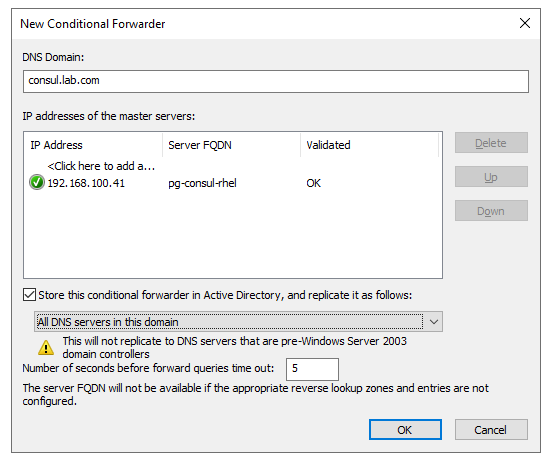 New Conditional Forwarder
DNS Domain:
consul.lab.com
IP addresses of the master servers:
IP Address Server FQDN Validated
<Click here to add a...
192.168.100.41 pg-consul-rhel OK
Delete
Up
Down
Store this conditional forwarder in Active Directory, and replicate it as follows:
All DNS servers in this domain
This will not replicate to DNS servers that are pre-Windows Server 2003
domain controllers
Number of seconds before forward queries time out: 5
The server FQDN will not be available if the appropriate reverse lookup zones and entries are not
configured.
OK Cancel